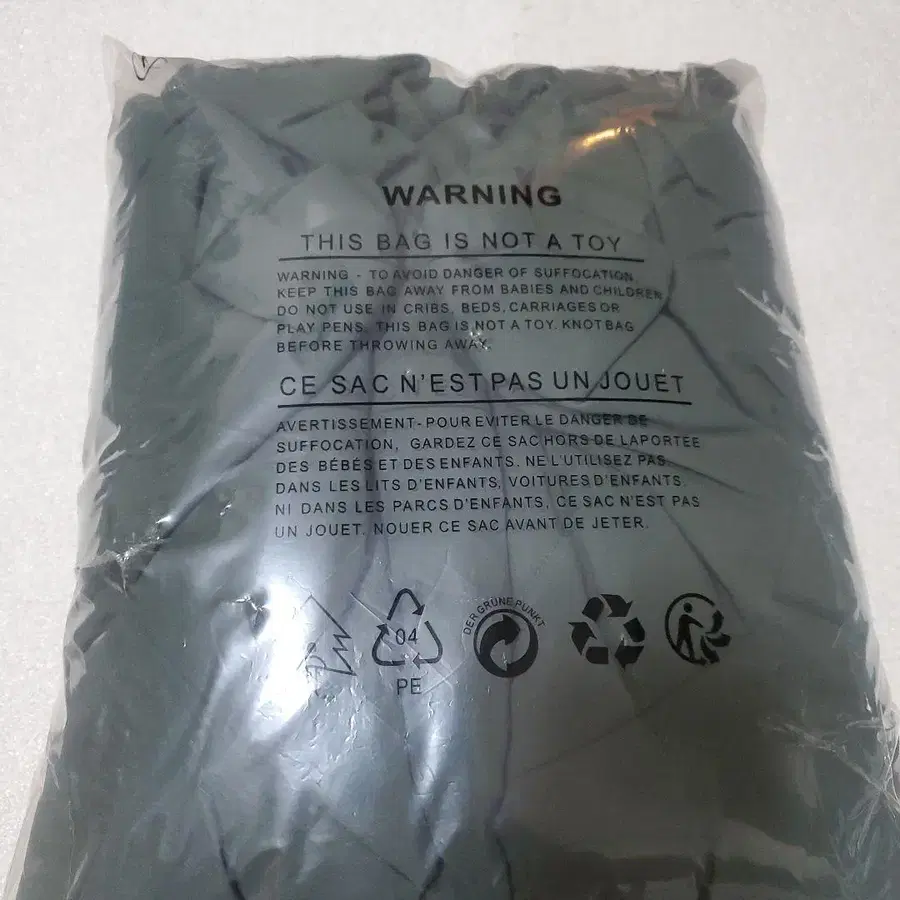 WARNING
THIS BAG IS NOT A TOY
WARNING - TO AVOID DANGER OF SUFFOCATION
KEEP THIS BAG AWAY FROM BABIES AND CHILDREN
DO NOT USE IN CRIBS, BEDS, CARRIAGES OR
PLAY PENS. THIS BAG IS NOT A TOY. KNOT BAG
BEFORE THROWING AWAY.
CE SAC N'EST PAS UN JOUET
AVERTISSEMENT- POUR EVITER LE DANGER DE
SUFFOCATION, GARDEZ CE SAC HORS DE LAPORTÉE
DES BÉBÉS ET DES ENFANTS. NE L'UTILISEZ PAS
DANS LES LITS D'ENFANTS, VOITURES D'ENFANTS.
NI DANS LES PARCS D'ENFANTS, CE SAC N'EST PAS
UN JOUET. NOUER CE SAC AVANT DE JETER.
DER GRÜNE PUNKT
04
PE